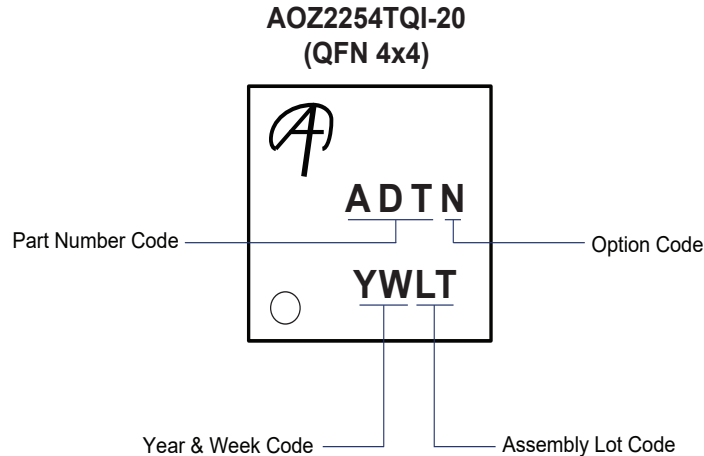 AOZ2254TQI-20
(QFN 4x4)
ADTN
Part Number Code
Option Code
YWLT
Year & Week Code
Assembly Lot Code